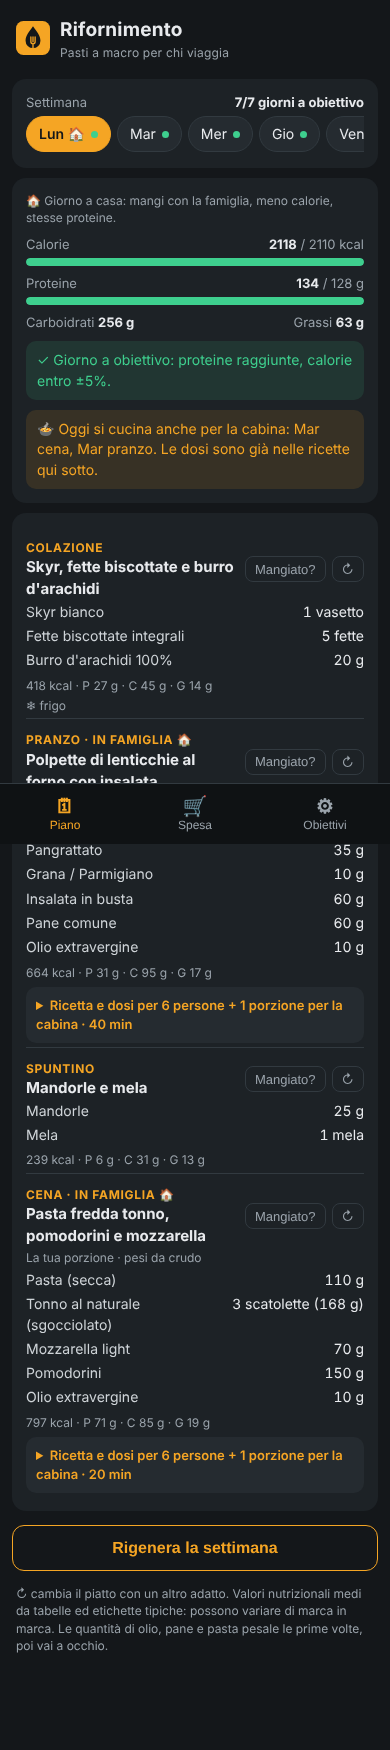 Rifornimento
Pasti a macro per chi viaggia
Settimana 7/7 giorni a obiettivo
Lun 🏠 Mar Mer Gio Ven
🏠 Giorno a casa: mangi con la famiglia, meno calorie,
stesse proteine.
Calorie 2118 / 2110 kcal
Proteine 134 / 128 g
Carboidrati 256 g Grassi 63 g
✓ Giorno a obiettivo: proteine raggiunte, calorie
entro ±5%.
🍲 Oggi si cucina anche per la cabina: Mar
cena, Mar pranzo. Le dosi sono già nelle ricette
qui sotto.
COLAZIONE
Skyr, fette biscottate e burro
d'arachidi
Mangiato? ↻
Skyr bianco 1 vasetto
Fette biscottate integrali 5 fette
Burro d'arachidi 100% 20 g
418 kcal · P 27 g · C 45 g · G 14 g
❄ frigo
PRANZO · IN FAMIGLIA 🏠
Polpette di lenticchie al
forno con insalata
Mangiato? ↻
Piano Spesa Obiettivi
Pangrattato 35 g
Grana / Parmigiano 10 g
Insalata in busta 60 g
Pane comune 60 g
Olio extravergine 10 g
664 kcal · P 31 g · C 95 g · G 17 g
▶ Ricetta e dosi per 6 persone + 1 porzione per la
cabina · 40 min
SPUNTINO
Mandorle e mela
Mangiato? ↻
Mandorle 25 g
Mela 1 mela
239 kcal · P 6 g · C 31 g · G 13 g
CENA · IN FAMIGLIA 🏠
Pasta fredda tonno,
pomodorini e mozzarella
Mangiato? ↻
La tua porzione · pesi da crudo
Pasta (secca) 110 g
Tonno al naturale 3 scatolette (168 g)
(sgocciolato)
Mozzarella light 70 g
Pomodorini 150 g
Olio extravergine 10 g
797 kcal · P 71 g · C 85 g · G 19 g
▶ Ricetta e dosi per 6 persone + 1 porzione per la
cabina · 20 min
Rigenera la settimana
↻ cambia il piatto con un altro adatto. Valori nutrizionali medi
da tabelle ed etichette tipiche: possono variare di marca in
marca. Le quantità di olio, pane e pasta pesale le prime volte,
poi vai a occhio.